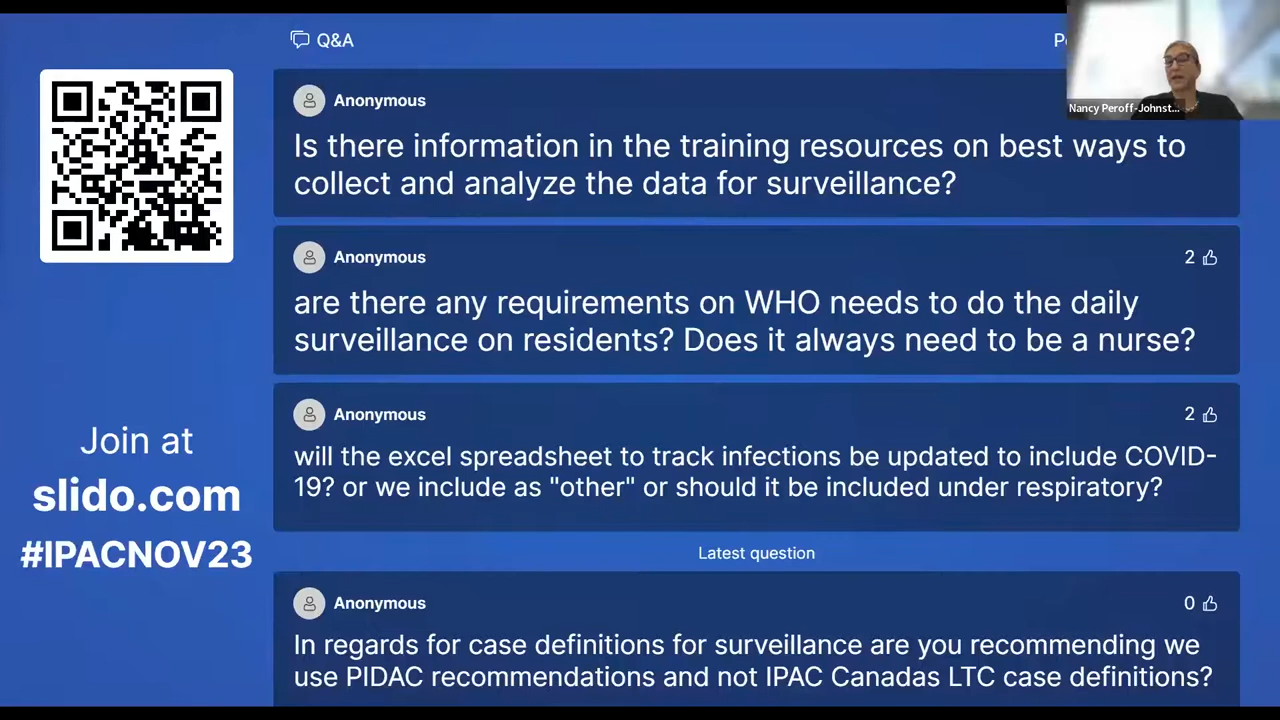 Q&A
Nancy Peroff-Johnst...
Anonymous
Is there information in the training resources on best ways to
collect and analyze the data for surveillance?
Anonymous
2
are there any requirements on WHO needs to do the daily
surveillance on residents? Does it always need to be a nurse?
Anonymous
2
will the excel spreadsheet to track infections be updated to include COVID-
19? or we include as "other" or should it be included under respiratory?
Latest question
Anonymous
0
In regards for case definitions for surveillance are you recommending we
use PIDAC recommendations and not IPAC Canadas LTC case definitions?
Join at
slido.com
#IPACNOV23